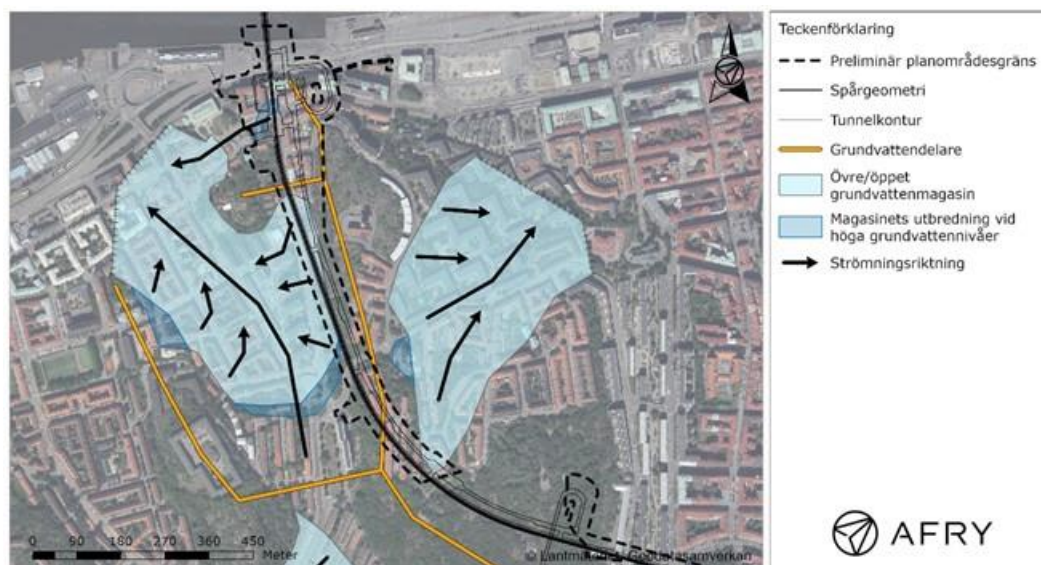 Teckenförklaring
Preliminär planområdesgräns
Spårgeometri
Tunnelkontur
Grundvattendelare
Övre/öppet
grundvattenmagasin
Magasinets utbredning vid
höga grundvattennivåer
Strömningsriktning
0 90 180 270 360 450
Meter
© Lantmäteriet, Geodatasamverkan
AFRY